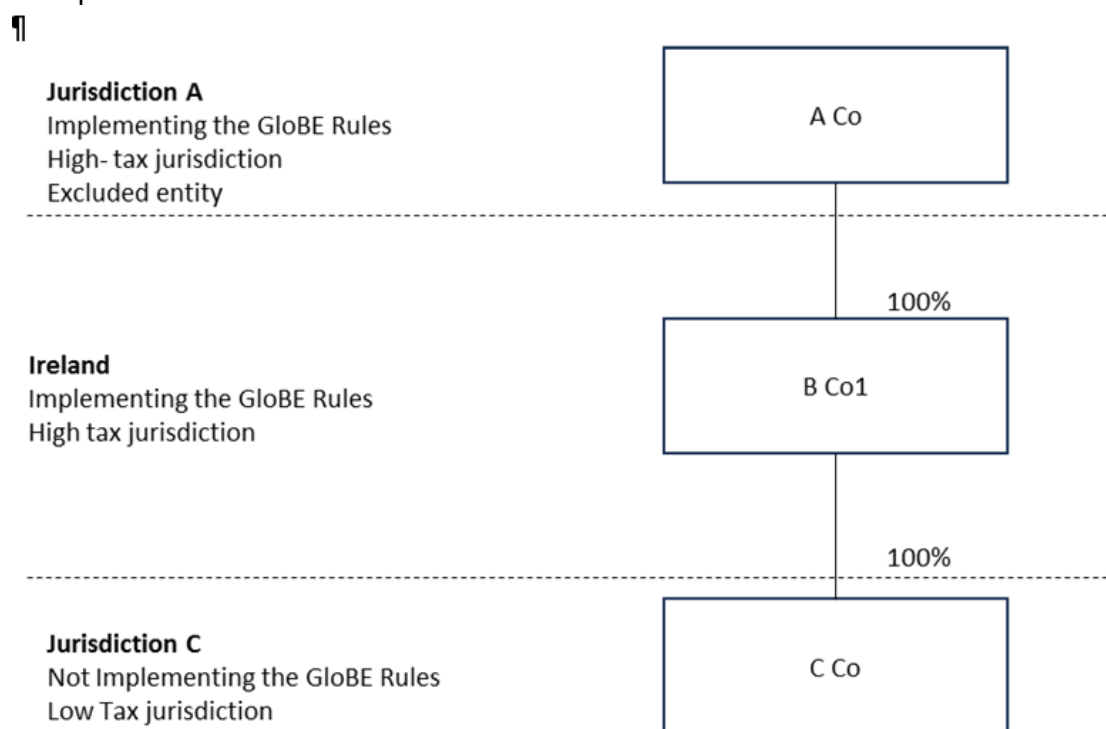 ¶
Jurisdiction A
Implementing the GloBE Rules
High- tax jurisdiction
Excluded entity
A Co
100%
Ireland
Implementing the GloBE Rules
High tax jurisdiction
B Co1
100%
Jurisdiction C
Not Implementing the GloBE Rules
Low Tax jurisdiction
C Co